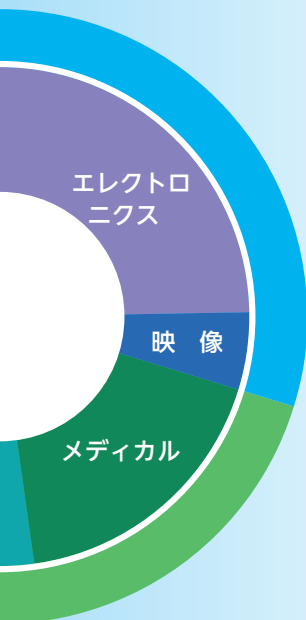 エレクトロ
ニクス
映　像
メディカル